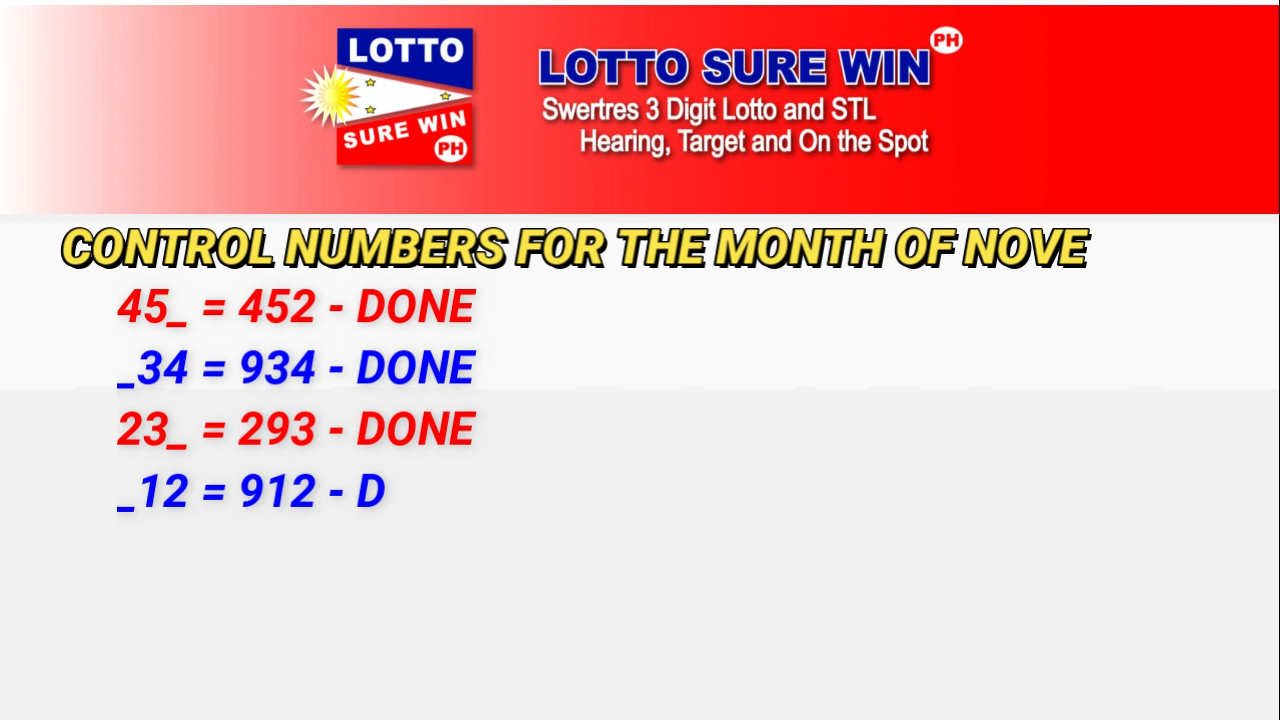 LOTTO
SURE WIN
PH
LOTTO SURE WIN PH
Swertres 3 Digit Lotto and STL
Hearing, Target and On the Spot
CONTROL NUMBERS FOR THE MONTH OF NOVE
45_ = 452 - DONE
_34 = 934 - DONE
23_ = 293 - DONE
_12 = 912 - D